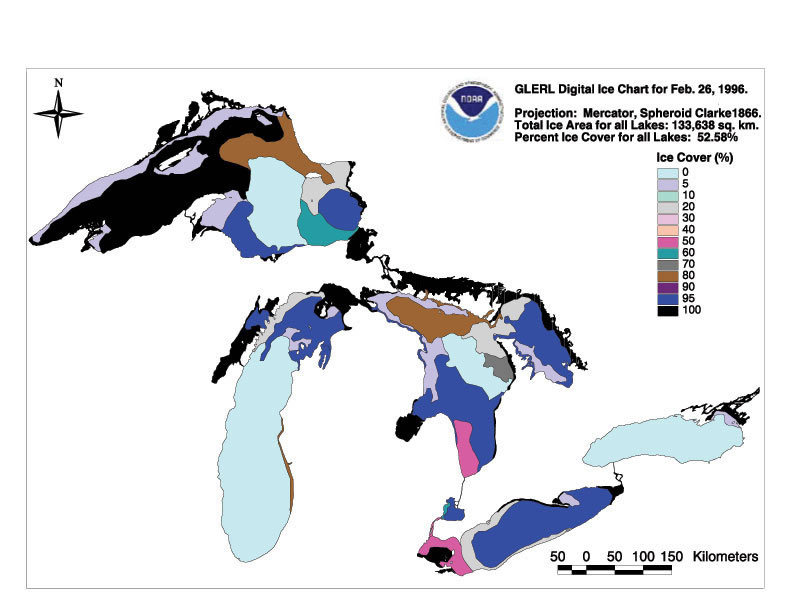 N
NOAA
GLERL Digital Ice Chart for Feb. 26, 1996.
Projection: Mercator, Spheroid Clarke1866.
Total Ice Area for all Lakes: 133,638 sq. km.
Percent Ice Cover for all Lakes: 52.58%
Ice Cover (%)
0
5
10
20
30
40
50
60
70
80
90
95
100
50 0 50 100 150 Kilometers